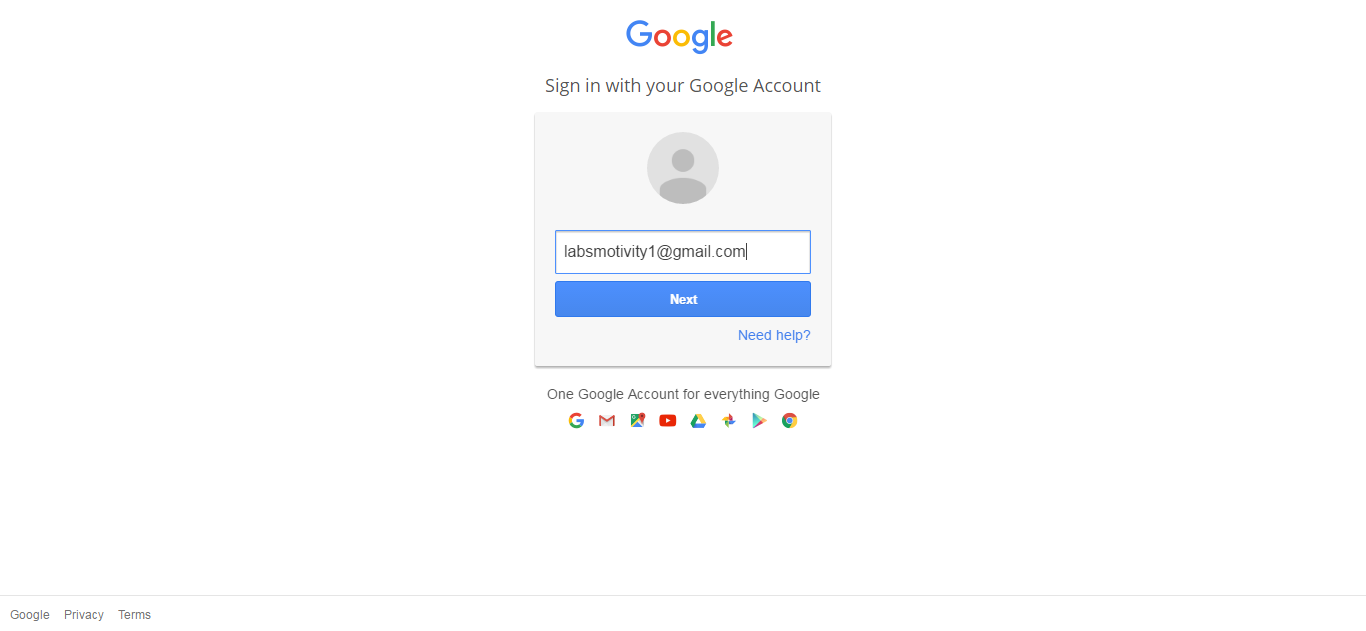 Google
Sign in with your Google Account
labsmotivity1@gmail.com
Next
Need help?
One Google Account for everything Google
Google Privacy Terms